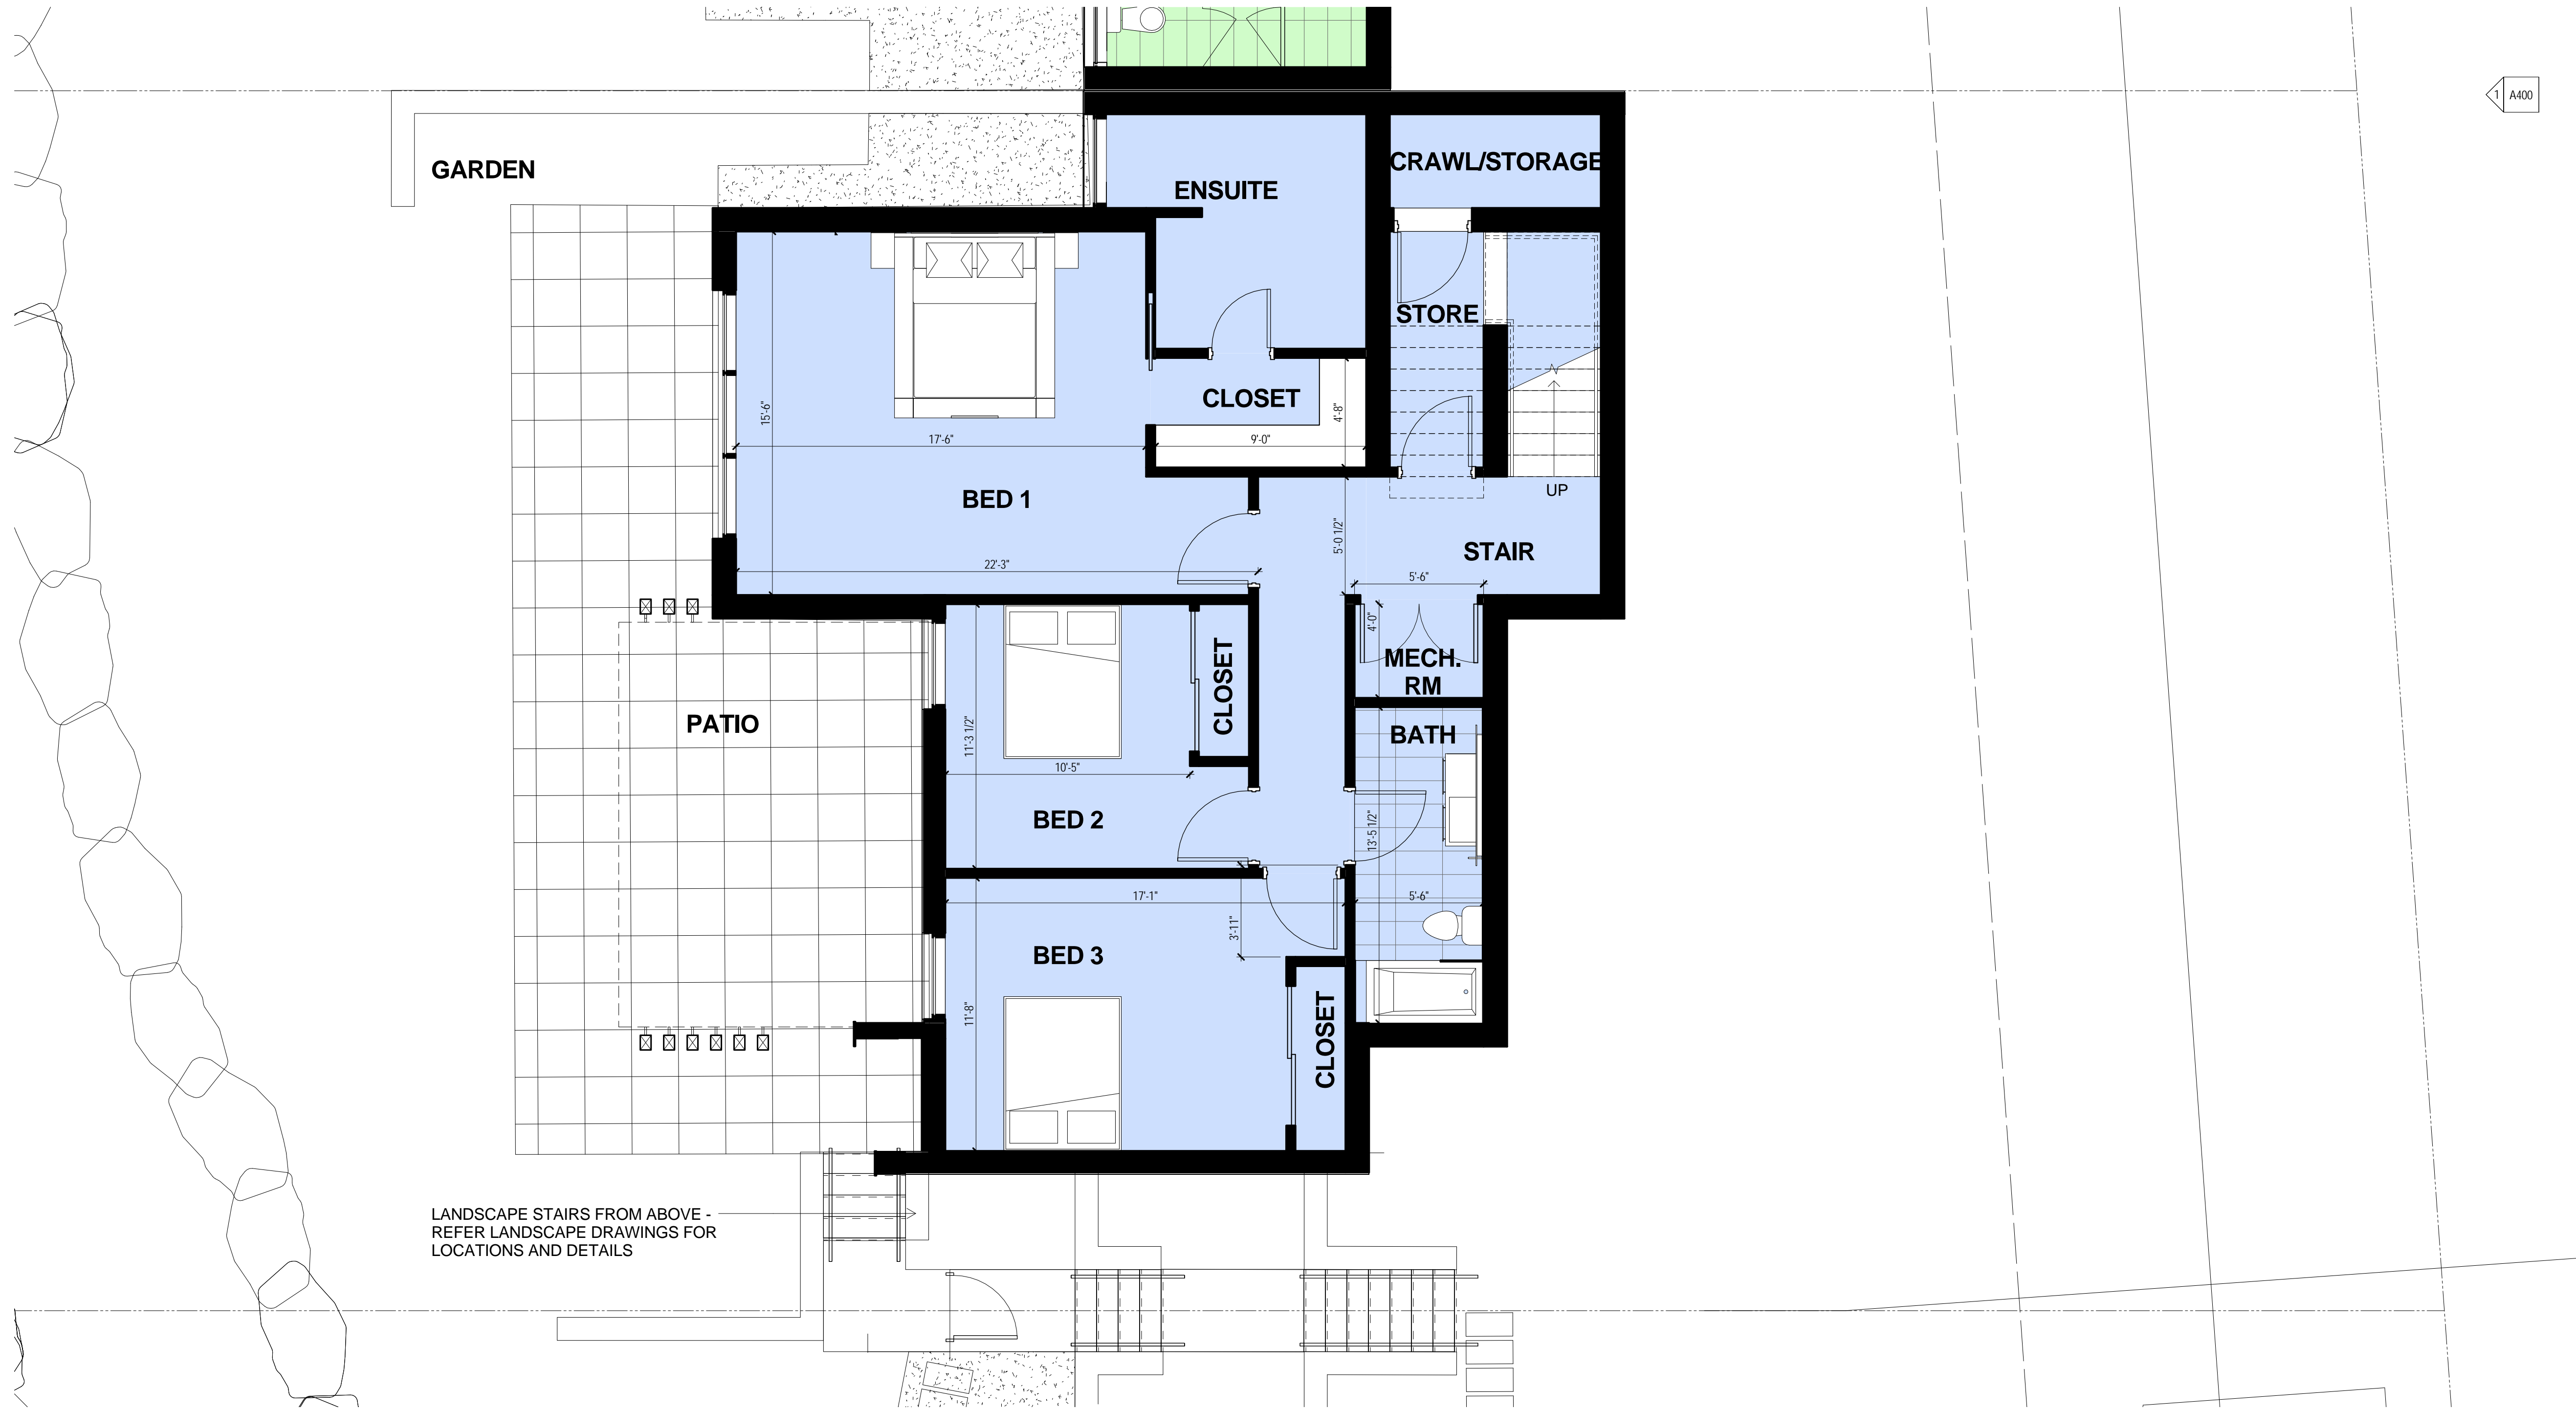 1 A400
GARDEN
ENSUITE
CRAWL/STORAGE
STORE
CLOSET
15'-6"
4'-8"
17'-6"
9'-0"
BED 1
UP
5'-0 1/2"
STAIR
22'-3"
5'-6"
4'-0"
MECH.
RM
CLOSET
PATIO
11'-3 1/2"
BATH
10'-5"
BED 2
13'-5 1/2"
17'-1"
5'-6"
3'-11"
BED 3
11'-8"
CLOSET
LANDSCAPE STAIRS FROM ABOVE -
REFER LANDSCAPE DRAWINGS FOR
LOCATIONS AND DETAILS